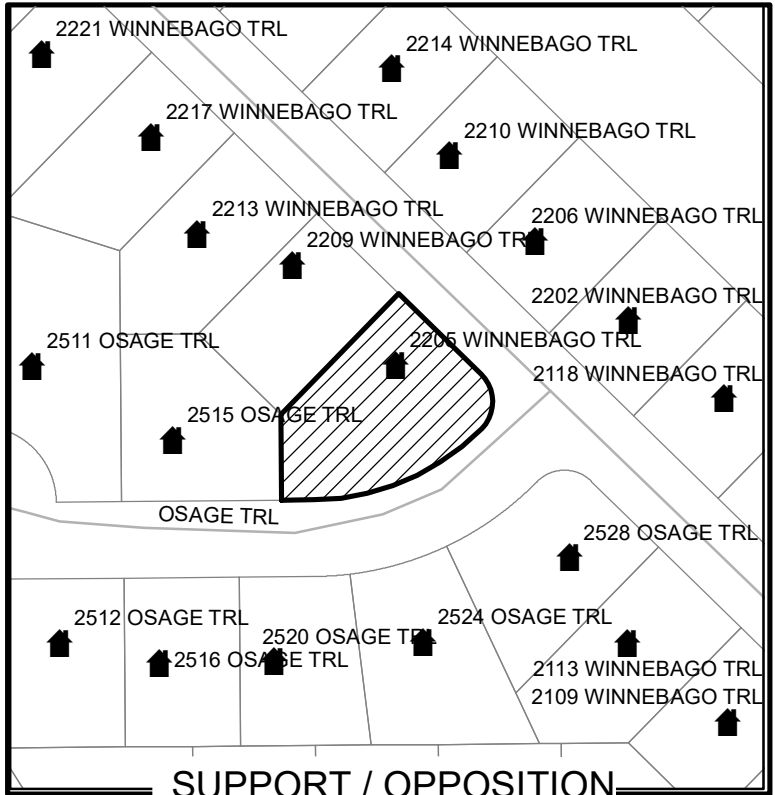 2221 WINNEBAGO TRL
2214 WINNEBAGO TRL
2217 WINNEBAGO TRL
2210 WINNEBAGO TRL
2213 WINNEBAGO TRL
2206 WINNEBAGO TRL
2209 WINNEBAGO TRL
2202 WINNEBAGO TRL
2511 OSAGE TRL
2205 WINNEBAGO TRL
2118 WINNEBAGO TRL
2515 OSAGE TRL
OSAGE TRL
2528 OSAGE TRL
2512 OSAGE TRL
2524 OSAGE TRL
2520 OSAGE TRL
2516 OSAGE TRL
2113 WINNEBAGO TRL
2109 WINNEBAGO TRL
SUPPORT / OPPOSITION